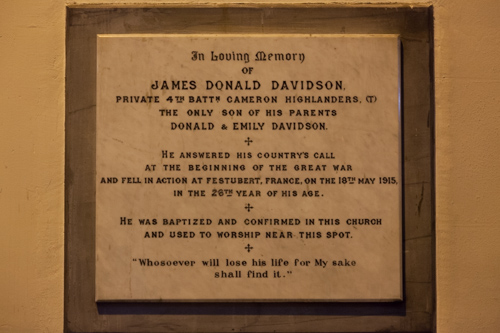 In Loving Memory
OF
JAMES DONALD DAVIDSON.
PRIVATE 4TH BATTN CAMERON HIGHLANDERS, (T)
THE ONLY SON OF HIS PARENTS
DONALD & EMILY DAVIDSON.
HE ANSWERED HIS COUNTRY'S CALL
AT THE BEGINNING OF THE GREAT WAR
AND FELL IN ACTION AT FESTUBERT, FRANCE, ON THE 18TH MAY 1915,
IN THE 26TH YEAR OF HIS AGE.
HE WAS BAPTIZED AND CONFIRMED IN THIS CHURCH
AND USED TO WORSHIP NEAR THIS SPOT.
"Whosoever will lose his life for My sake
shall find it."